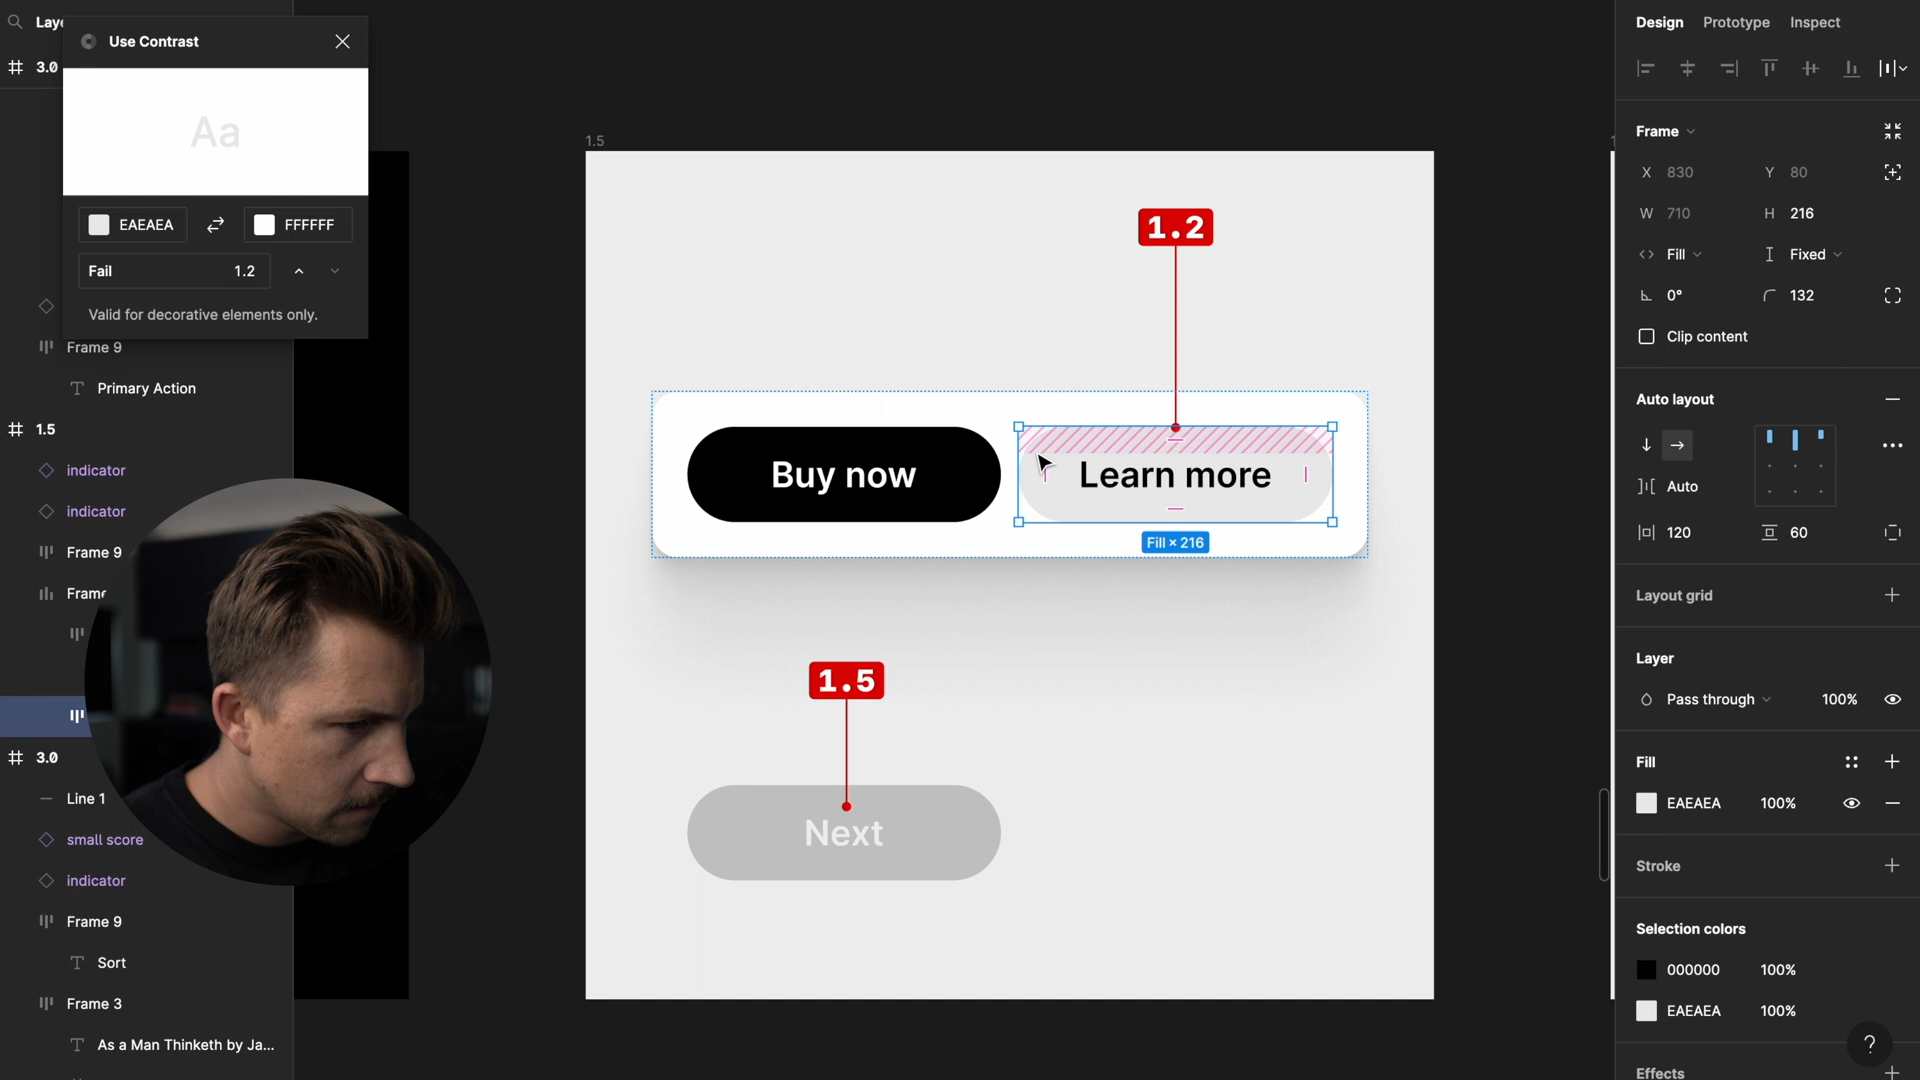 Use Contrast
Aa
EAEAEA
FFFFFF
Fail 1.2
Valid for decorative elements only.
3.0
Frame 9
Primary Action
1.5
indicator
indicator
Frame 9
3.0
Line 1
small score
indicator
Frame 9
Sort
Frame 3
As a Man Thinketh by Ja...
1.5
1.2
Buy now
Learn more
Fill × 216
1.5
Next
Design Prototype Inspect
Frame
X 830 Y 80
W 710 H 216
Fill Fixed
0° 132
Clip content
Auto layout
Auto
120 60
Layout grid
Layer
Pass through 100%
Fill
EAEAEA 100%
Stroke
Selection colors
000000 100%
EAEAEA 100%
?
Effects